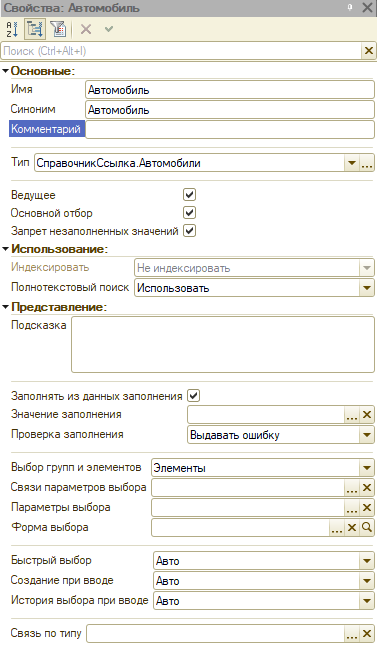 Свойства: Автомобиль
Поиск (Ctrl+Alt+I)
Основные:
Имя Автомобиль
Синоним Автомобиль
Комментарий
Тип СправочникСсылка.Автомобили
Ведущее
Основной отбор
Запрет незаполненных значений
Использование:
Индексировать Не индексировать
Полнотекстовый поиск Использовать
Представление:
Подсказка
Заполнять из данных заполнения
Значение заполнения
Проверка заполнения Выдавать ошибку
Выбор групп и элементов Элементы
Связи параметров выбора
Параметры выбора
Форма выбора
Быстрый выбор Авто
Создание при вводе Авто
История выбора при вводе Авто
Связь по типу